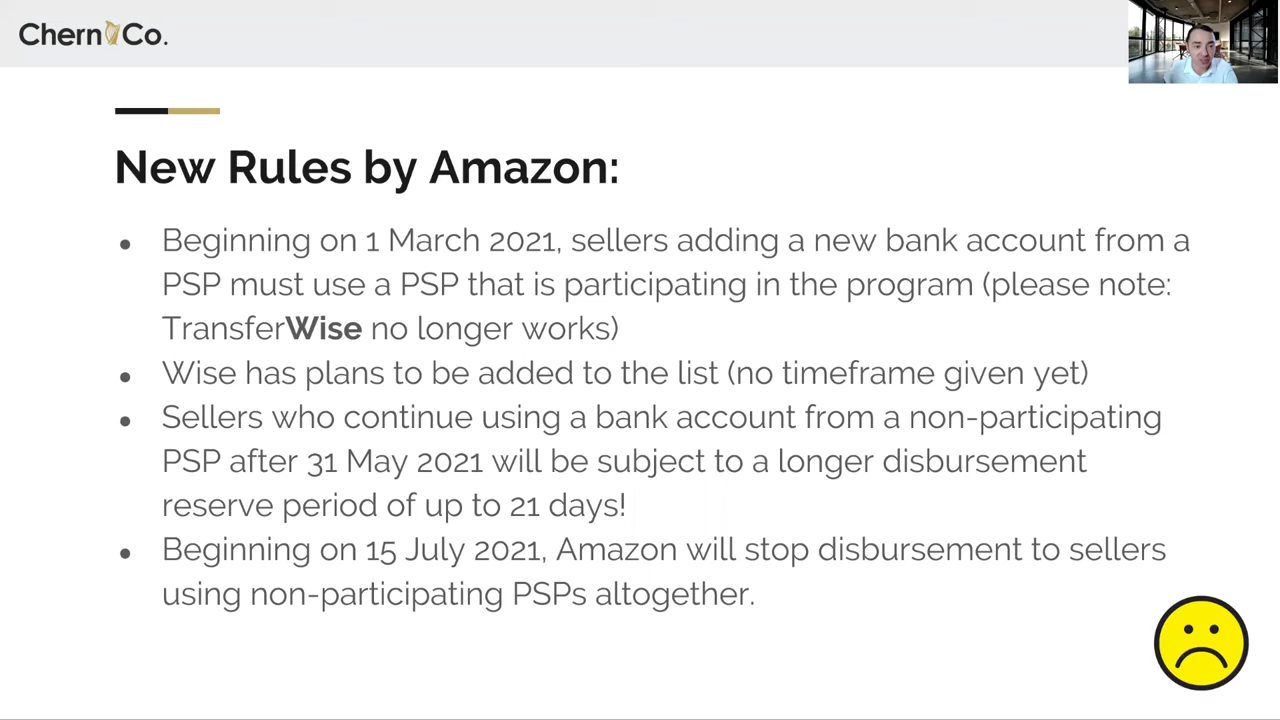 Chern Co.
New Rules by Amazon:
● Beginning on 1 March 2021, sellers adding a new bank account from a
PSP must use a PSP that is participating in the program (please note:
TransferWise no longer works)
● Wise has plans to be added to the list (no timeframe given yet)
● Sellers who continue using a bank account from a non-participating
PSP after 31 May 2021 will be subject to a longer disbursement
reserve period of up to 21 days!
● Beginning on 15 July 2021, Amazon will stop disbursement to sellers
using non-participating PSPs altogether.